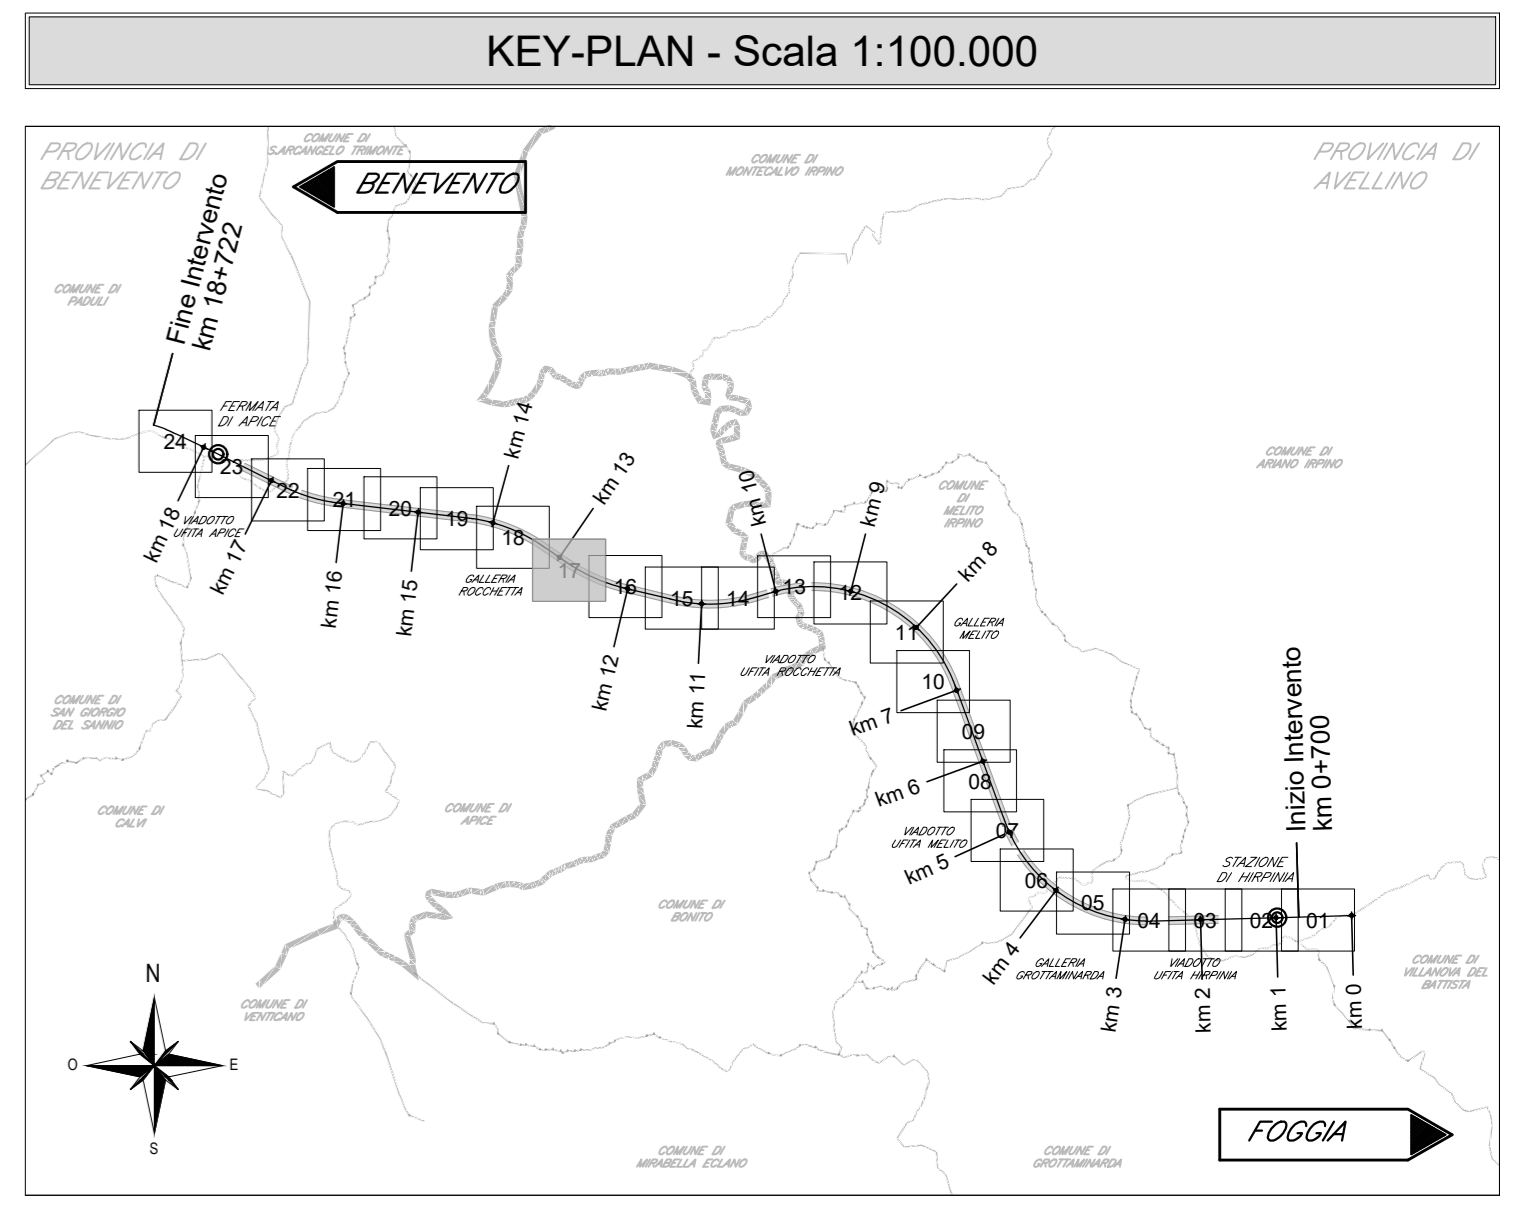 KEY-PLAN - Scala 1:100.000
PROVINCIA DI
BENEVENTO
COMUNE DI
S.ARCANGELO TRIMONTE
BENEVENTO
COMUNE DI
MONTECALVO IRPINO
PROVINCIA DI
AVELLINO
Fine Intervento
km 18+722
COMUNE DI
PADULI
FERMATA
DI APICE
24
23
22
21
20
19
18
17
16
15
14
13
12
11
10
09
08
07
06
05
04
03
02
01
km 18
km 17
km 16
km 15
km 14
km 13
km 12
km 11
km 10
km 9
km 8
km 7
km 6
km 5
km 4
km 3
km 2
km 1
km 0
VIADOTTO
UFITA APICE
GALLERIA
ROCCHETTA
VIADOTTO
UFITA ROCCHETTA
GALLERIA
MELITO
VIADOTTO
UFITA MELITO
GALLERIA
GROTTAMINARDA
VIADOTTO
UFITA HIRPINIA
STAZIONE
DI HIRPINIA
Inizio Intervento
km 0+700
COMUNE DI
ARIANO IRPINO
COMUNE
DI
MELITO
IRPINO
COMUNE DI
SAN GIORGIO
DEL SANNIO
COMUNE DI
CALVI
COMUNE DI
APICE
COMUNE DI
BONITO
COMUNE DI
VENTICANO
COMUNE DI
VILLANOVA DEL
BATTISTA
COMUNE DI
MIRABELLA ECLANO
COMUNE DI
GROTTAMINARDA
N
O
E
S
FOGGIA